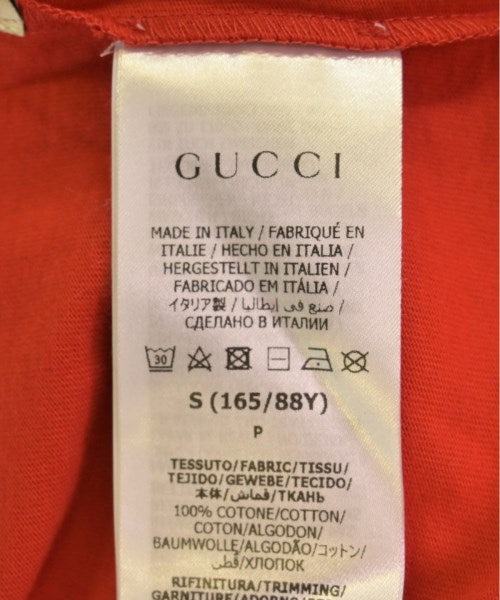 GUCCI
MADE IN ITALY / FABRIQUÉ EN
ITALIE / HECHO EN ITALIA /
HERGESTELLT IN ITALIEN /
FABRICADO EM ITÁLIA /
イタリア製 / صنع في إيطاليا /
СДЕЛАНО В ИТАЛИИ
30
S (165/88Y)
P
TESSUTO/FABRIC/TISSU/
TEJIDO/GEWEBE/TECIDO/
本体/قماش/ТКАНЬ
100% COTONE/COTTON/
COTON/ALGODON/
BAUMWOLLE/ALGODÃO/コットン/
قطن/ХЛОПОК
RIFINITURA/TRIMMING/
GARNITURE/ADORNO/